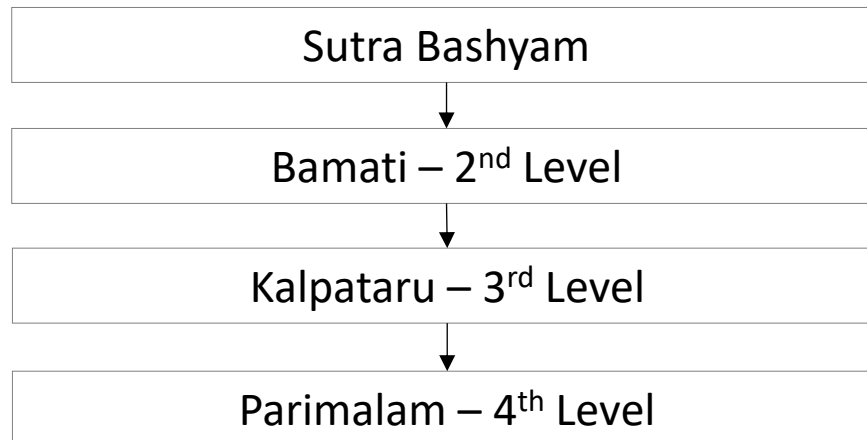 Sutra Bashyam
Bamati – 2nd Level
Kalpataru – 3rd Level
Parimalam – 4th Level